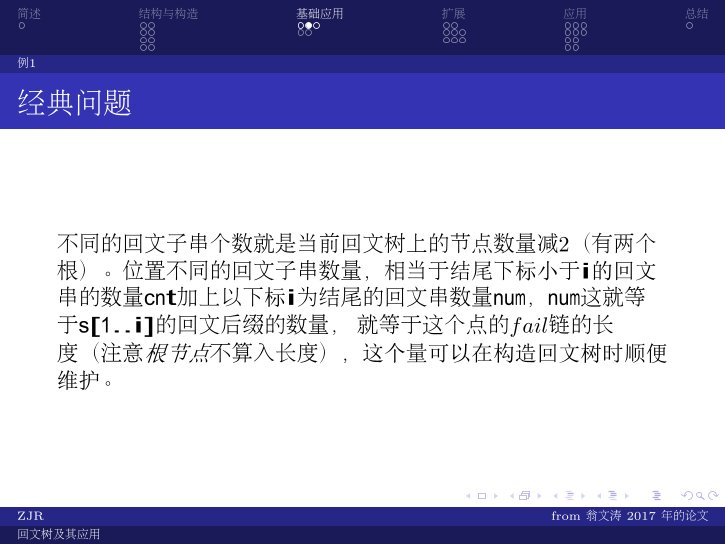 简述 结构与构造 基础应用 扩展 应用 总结
例1
经典问题
不同的回文子串个数就是当前回文树上的节点数量减2（有两个
根）。位置不同的回文子串数量，相当于结尾下标小于i的回文
串的数量cnt加上以下标i为结尾的回文串数量num，num这就等
于s[1..i]的回文后缀的数量， 就等于这个点的fail链的长
度（注意根节点不算入长度），这个量可以在构造回文树时顺便
维护。
ZJR from 翁文涛 2017 年的论文
回文树及其应用